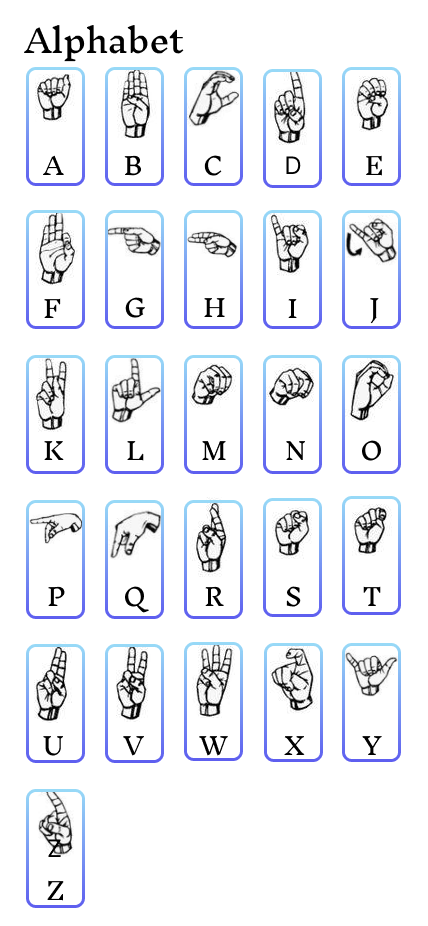 Alphabet
A B C D E
F G H I J
K L M N O
P Q R S T
U V W X Y
Z
Z